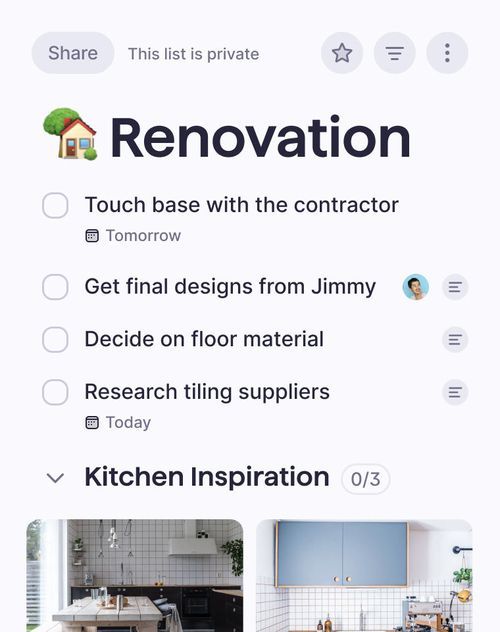 Share
This list is private
Renovation
Touch base with the contractor
Tomorrow
Get final designs from Jimmy
Decide on floor material
Research tiling suppliers
Today
Kitchen Inspiration 0/3